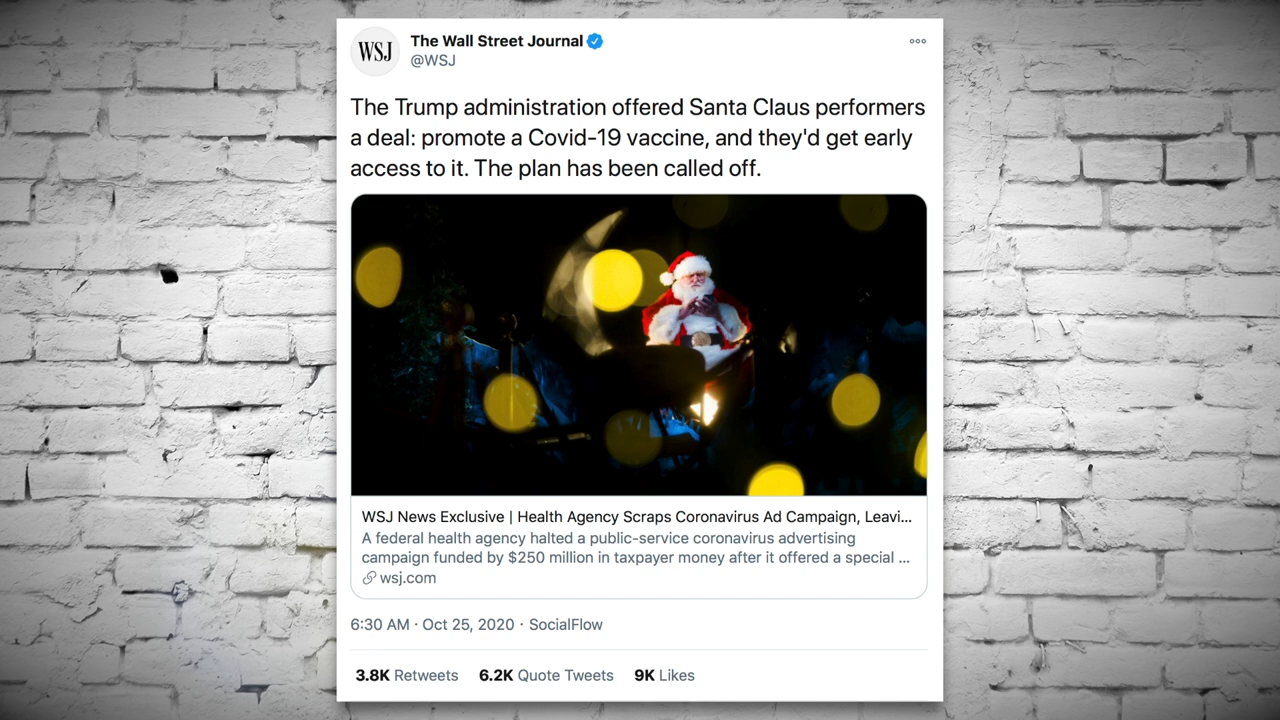 WSJ
The Wall Street Journal
@WSJ
The Trump administration offered Santa Claus performers
a deal: promote a Covid-19 vaccine, and they'd get early
access to it. The plan has been called off.
WSJ News Exclusive | Health Agency Scraps Coronavirus Ad Campaign, Leavi...
A federal health agency halted a public-service coronavirus advertising
campaign funded by $250 million in taxpayer money after it offered a special ...
wsj.com
6:30 AM · Oct 25, 2020 · SocialFlow
3.8K Retweets 6.2K Quote Tweets 9K Likes